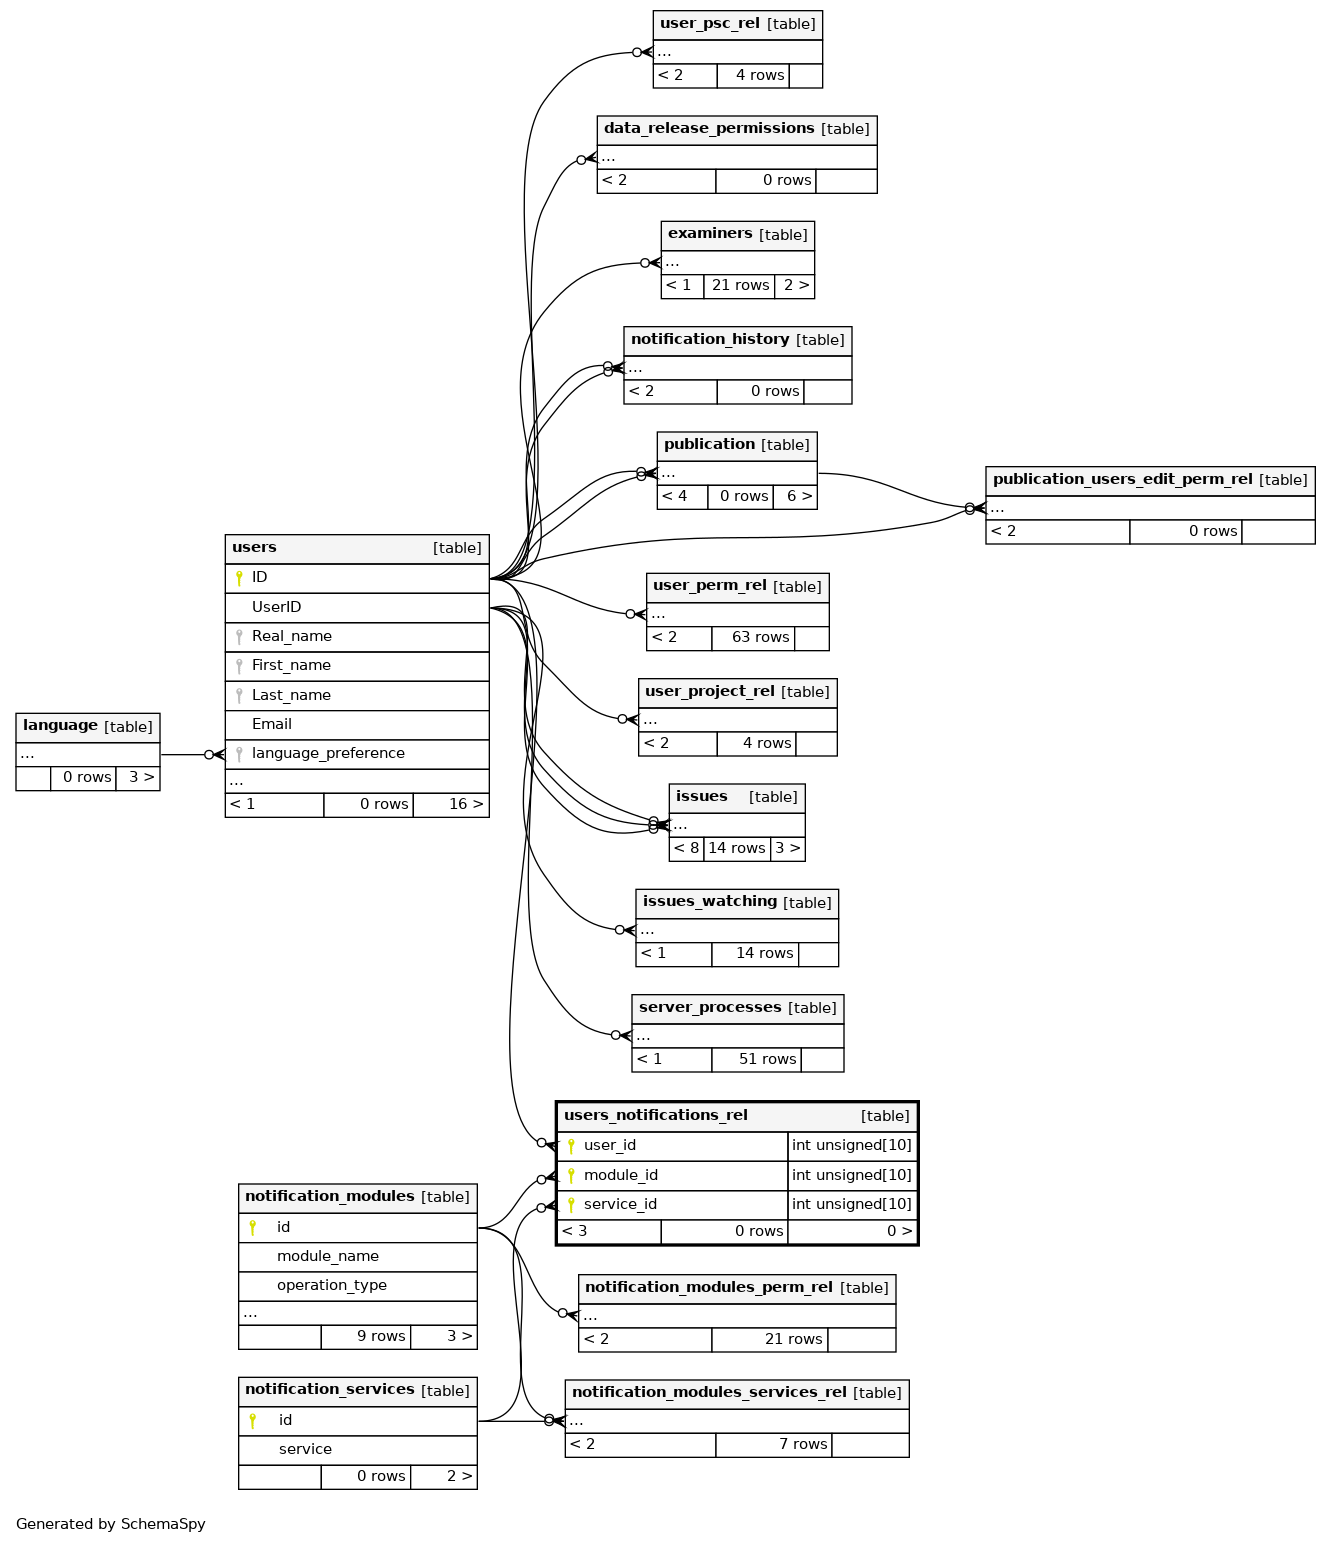 user_psc_rel [table]
...
< 2 4 rows
data_release_permissions [table]
...
< 2 0 rows
examiners [table]
...
< 1 21 rows 2 >
notification_history [table]
...
< 2 0 rows
publication [table]
...
< 4 0 rows 6 >
publication_users_edit_perm_rel [table]
...
< 2 0 rows
users [table]
ID
UserID
Real_name
First_name
Last_name
Email
language_preference
...
< 1 0 rows 16 >
language [table]
...
0 rows 3 >
user_perm_rel [table]
...
< 2 63 rows
user_project_rel [table]
...
< 2 4 rows
issues [table]
...
< 8 14 rows 3 >
issues_watching [table]
...
< 1 14 rows
server_processes [table]
...
< 1 51 rows
users_notifications_rel [table]
user_id int unsigned[10]
module_id int unsigned[10]
service_id int unsigned[10]
< 3 0 rows 0 >
notification_modules [table]
id
module_name
operation_type
...
9 rows 3 >
notification_modules_perm_rel [table]
...
< 2 21 rows
notification_services [table]
id
service
0 rows 2 >
notification_modules_services_rel [table]
...
< 2 7 rows
Generated by SchemaSpy